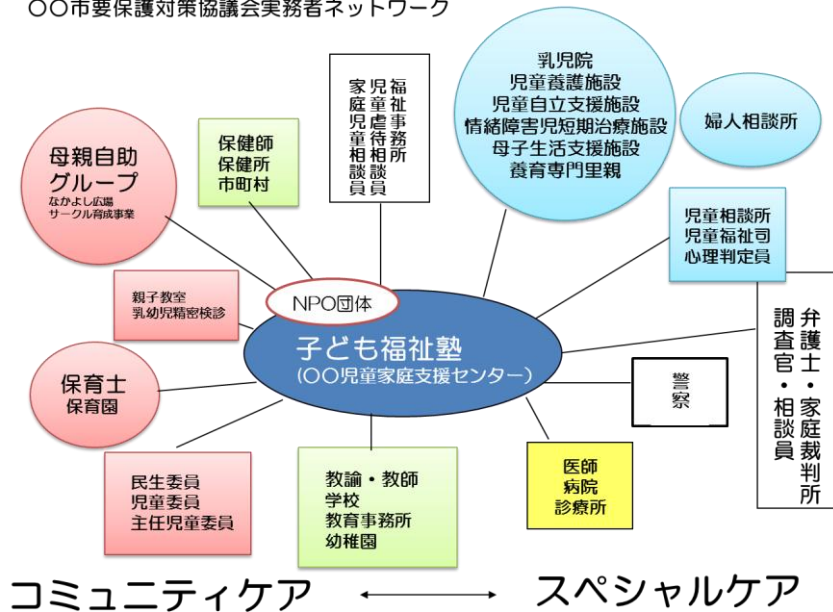 〇〇市要保護対策協議会実務者ネットワーク
母親自助
グループ
なかよし広場
サークル育成事業
保健師
保健所
市町村
福祉事務所
児童虐待相談員
家庭児童相談員
乳児院
児童養護施設
児童自立支援施設
情緒障害児短期治療施設
母子生活支援施設
養育専門里親
婦人相談所
児童相談所
児童福祉司
心理判定員
親子教室
乳幼児精密検診
NPO団体
子ども福祉塾
(〇〇児童家庭支援センター)
弁護士・家庭裁判所
調査官・相談員
保育士
保育園
警察
民生委員
児童委員
主任児童委員
教諭・教師
学校
教育事務所
幼稚園
医師
病院
診療所
コミュニティケア
スペシャルケア